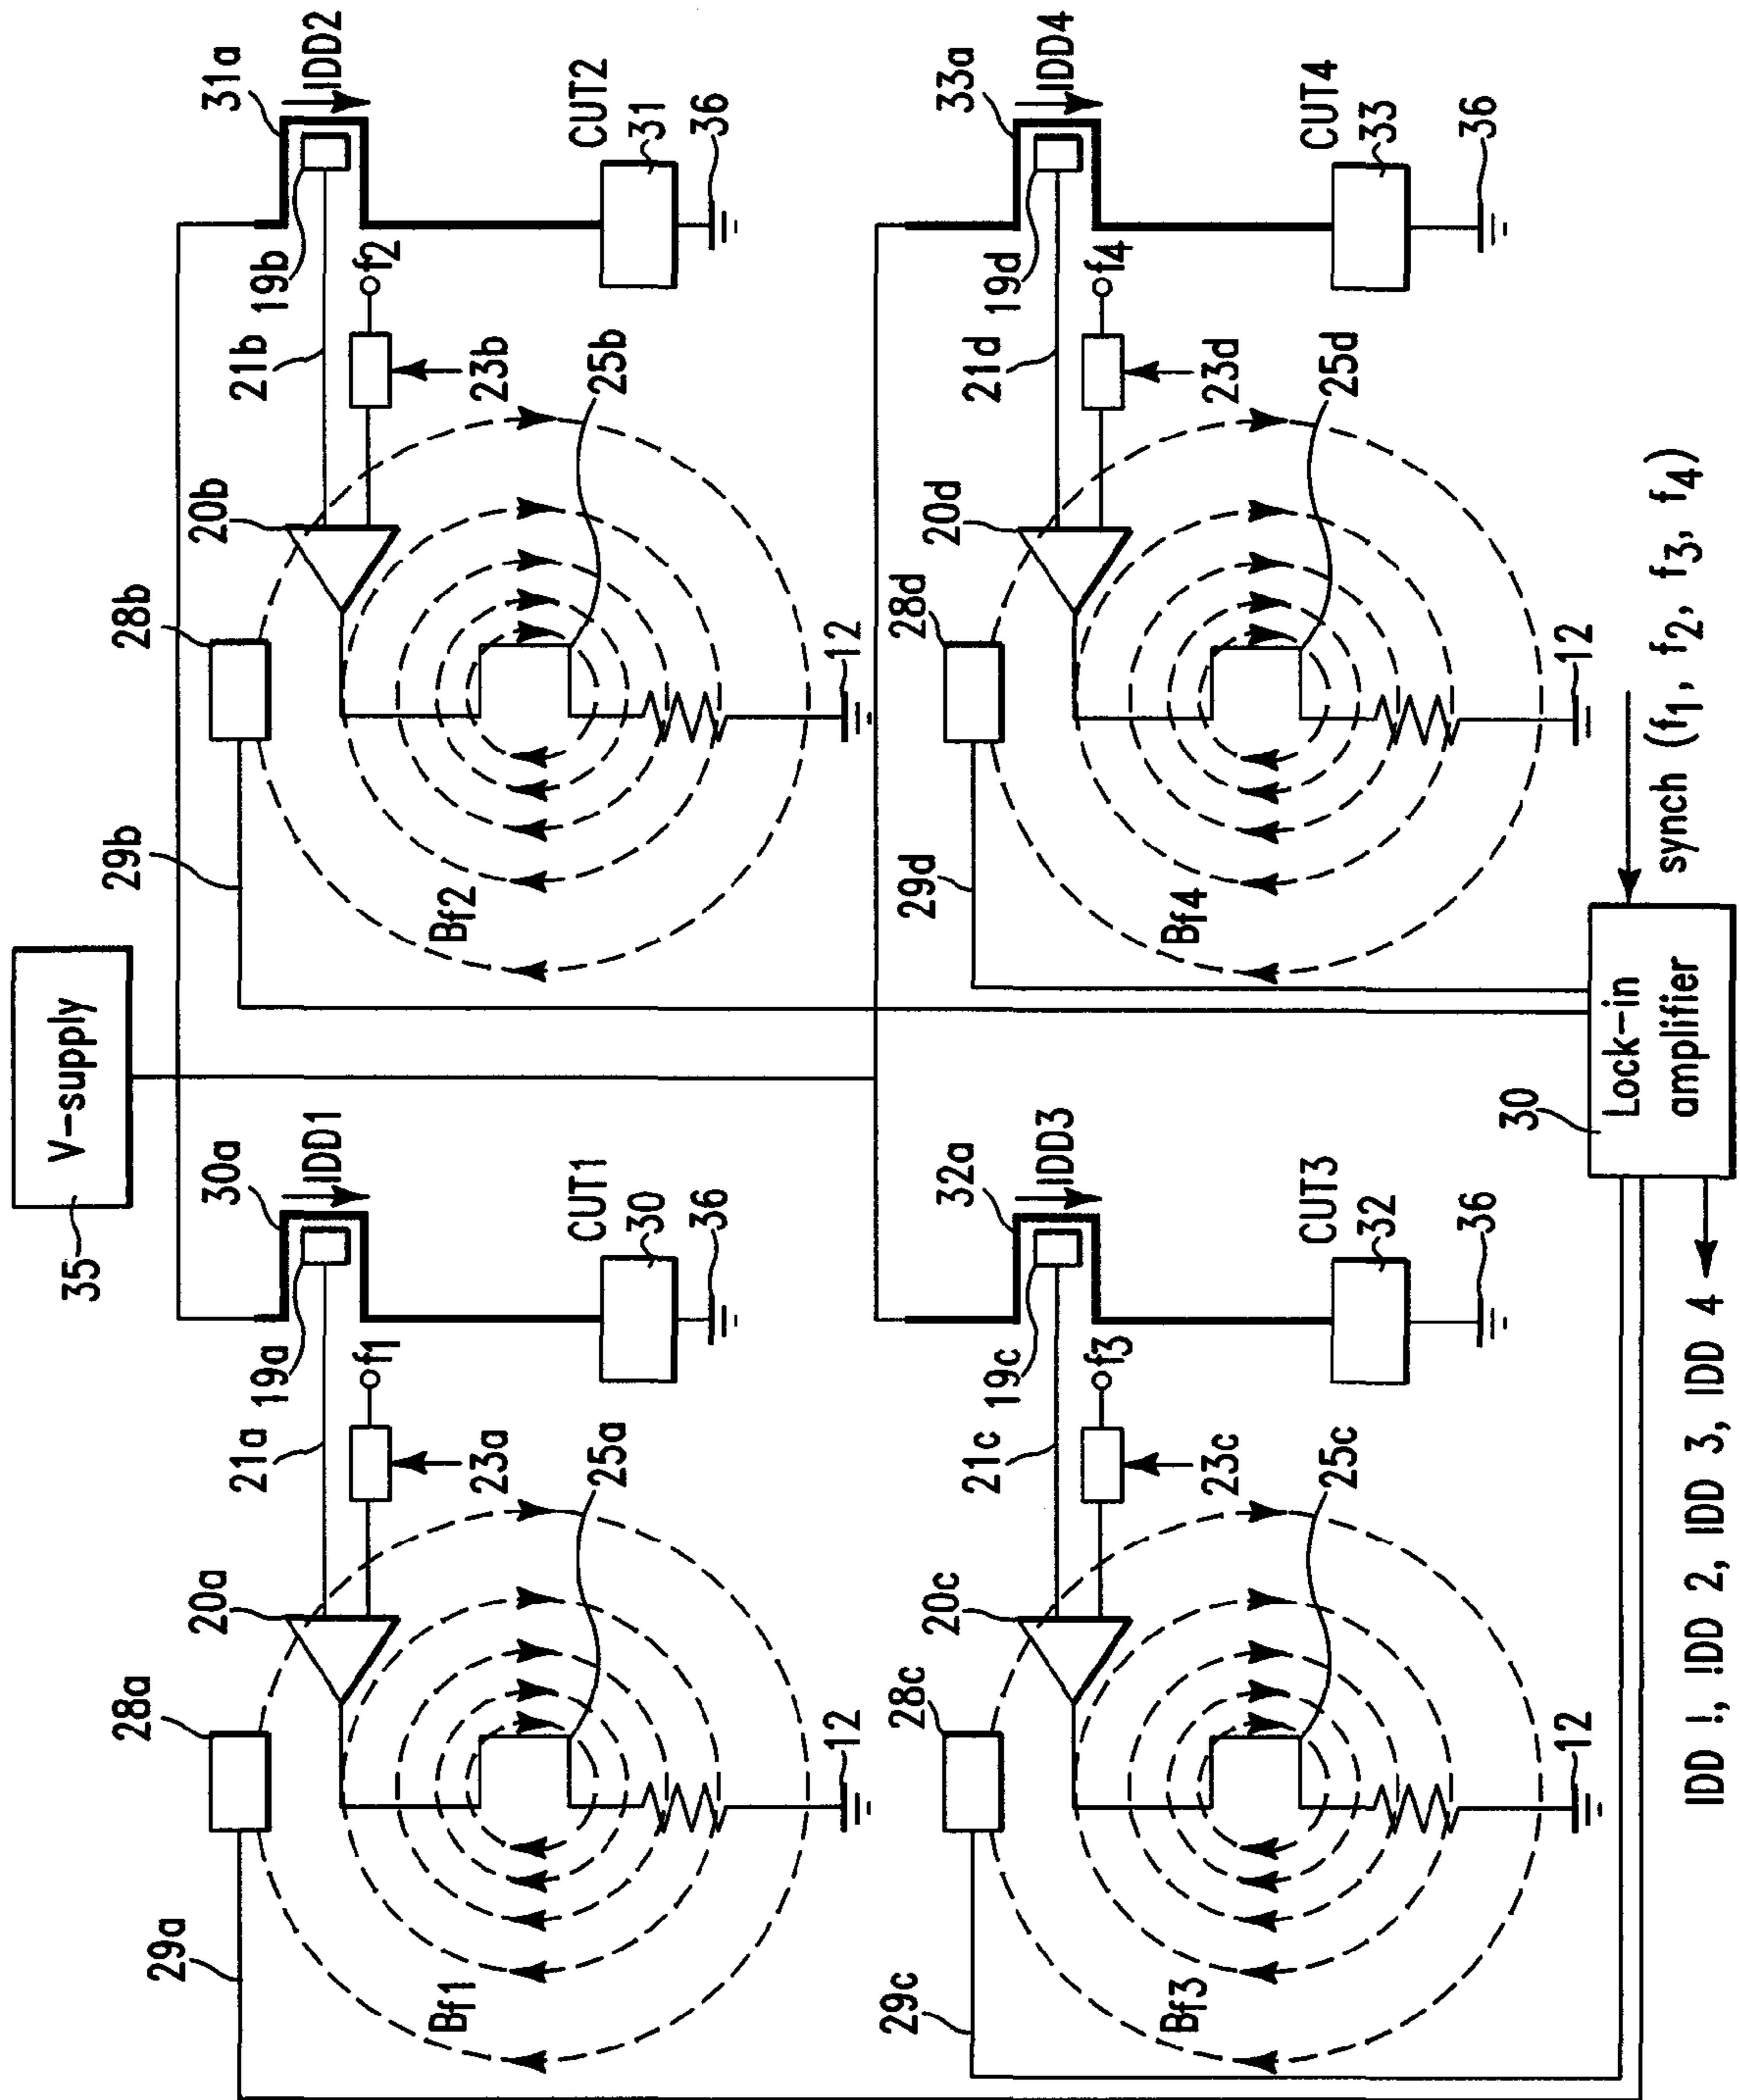 35
V-supply
29a
28a
20a
21a
19a
30a
IDD1
f1
23a
25a
Bf1
12
CUT1
30
36
29b
28b
20b
21b
19b
31a
IDD2
f2
23b
25b
Bf2
12
CUT2
31
36
29c
28c
20c
21c
19c
32a
IDD3
f3
23c
25c
Bf3
12
CUT3
32
36
29d
28d
20d
21d
19d
33a
IDD4
f4
23d
25d
Bf4
12
CUT4
33
36
30
Lock-in
amplifier
synch (f1, f2, f3, f4)
IDD !, !DD 2, IDD 3, IDD 4